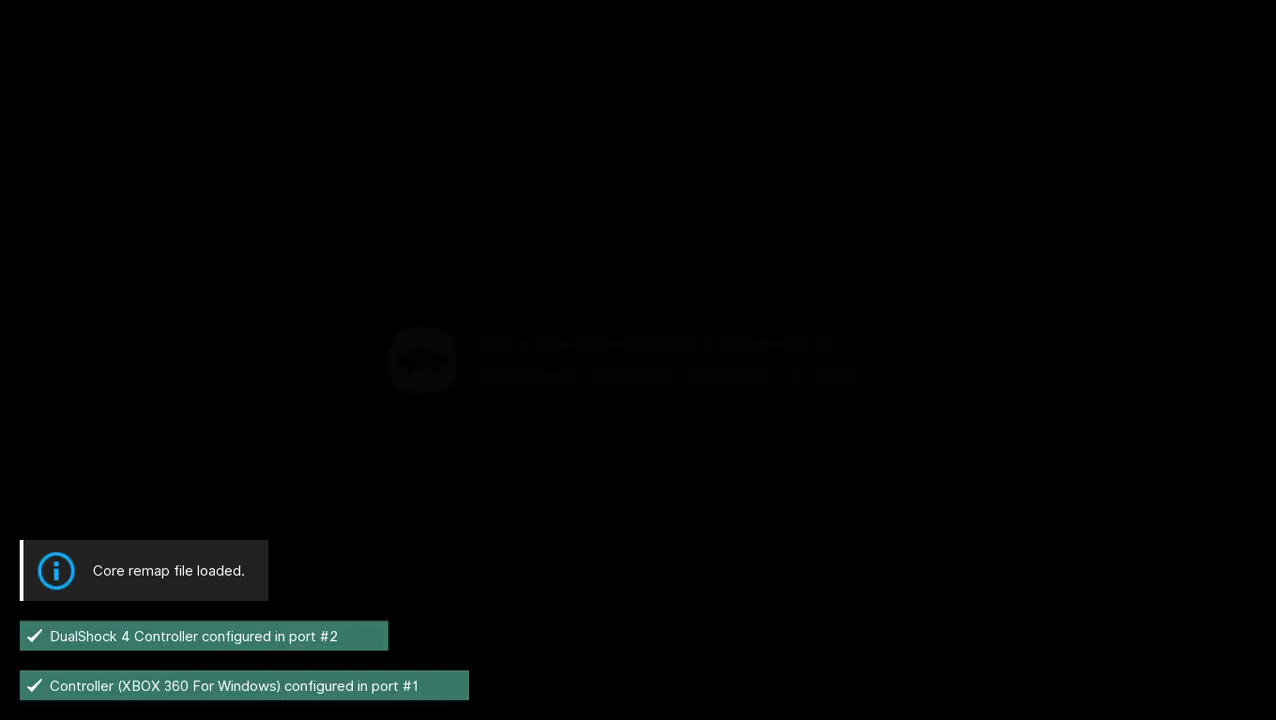 Core remap file loaded.
DualShock 4 Controller configured in port #2
Controller (XBOX 360 For Windows) configured in port #1